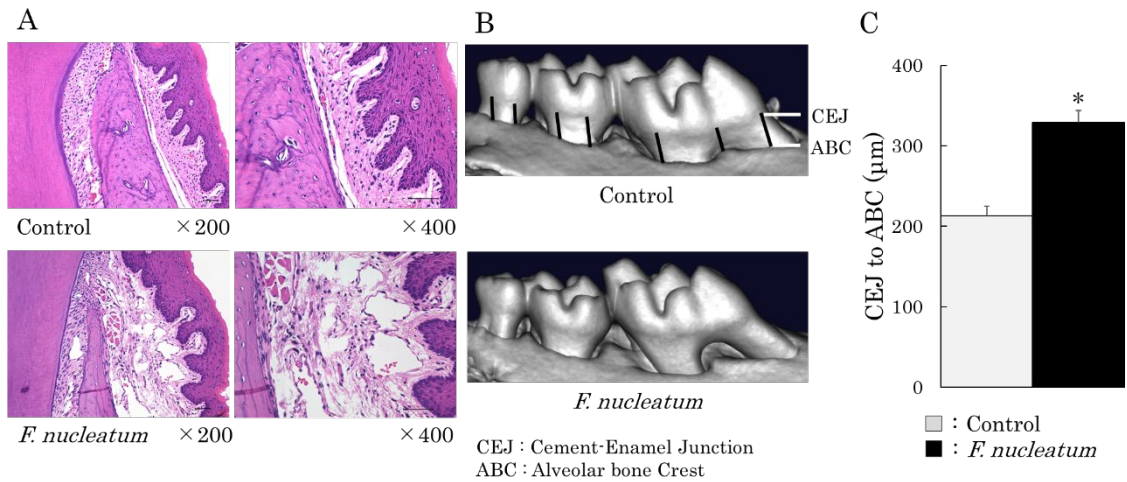 A
Control ×200 ×400
F. nucleatum ×200 ×400
B
CEJ
ABC
Control
F. nucleatum
CEJ : Cement-Enamel Junction
ABC : Alveolar bone Crest
C
CEJ to ABC (µm)
400
300
200
100
0
*
: Control
: F. nucleatum